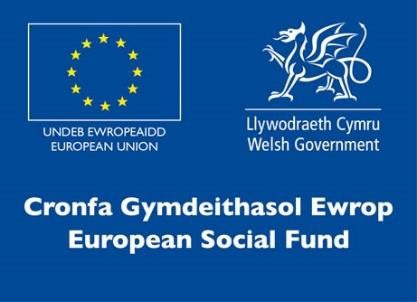 UNDEB EWROPEAIDD
EUROPEAN UNION
Llywodraeth Cymru
Welsh Government
Cronfa Gymdeithasol Ewrop
European Social Fund